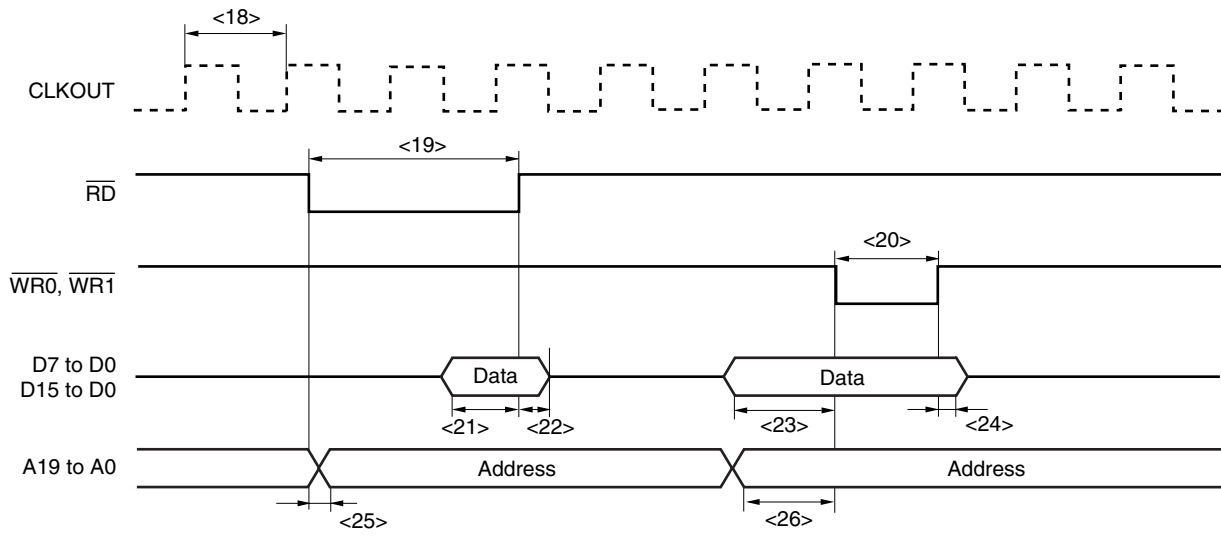 <18>
CLKOUT
<19>
RD
<20>
WR0, WR1
D7 to D0
D15 to D0
Data
Data
<21>
<22>
<23>
<24>
A19 to A0
Address
Address
<25>
<26>